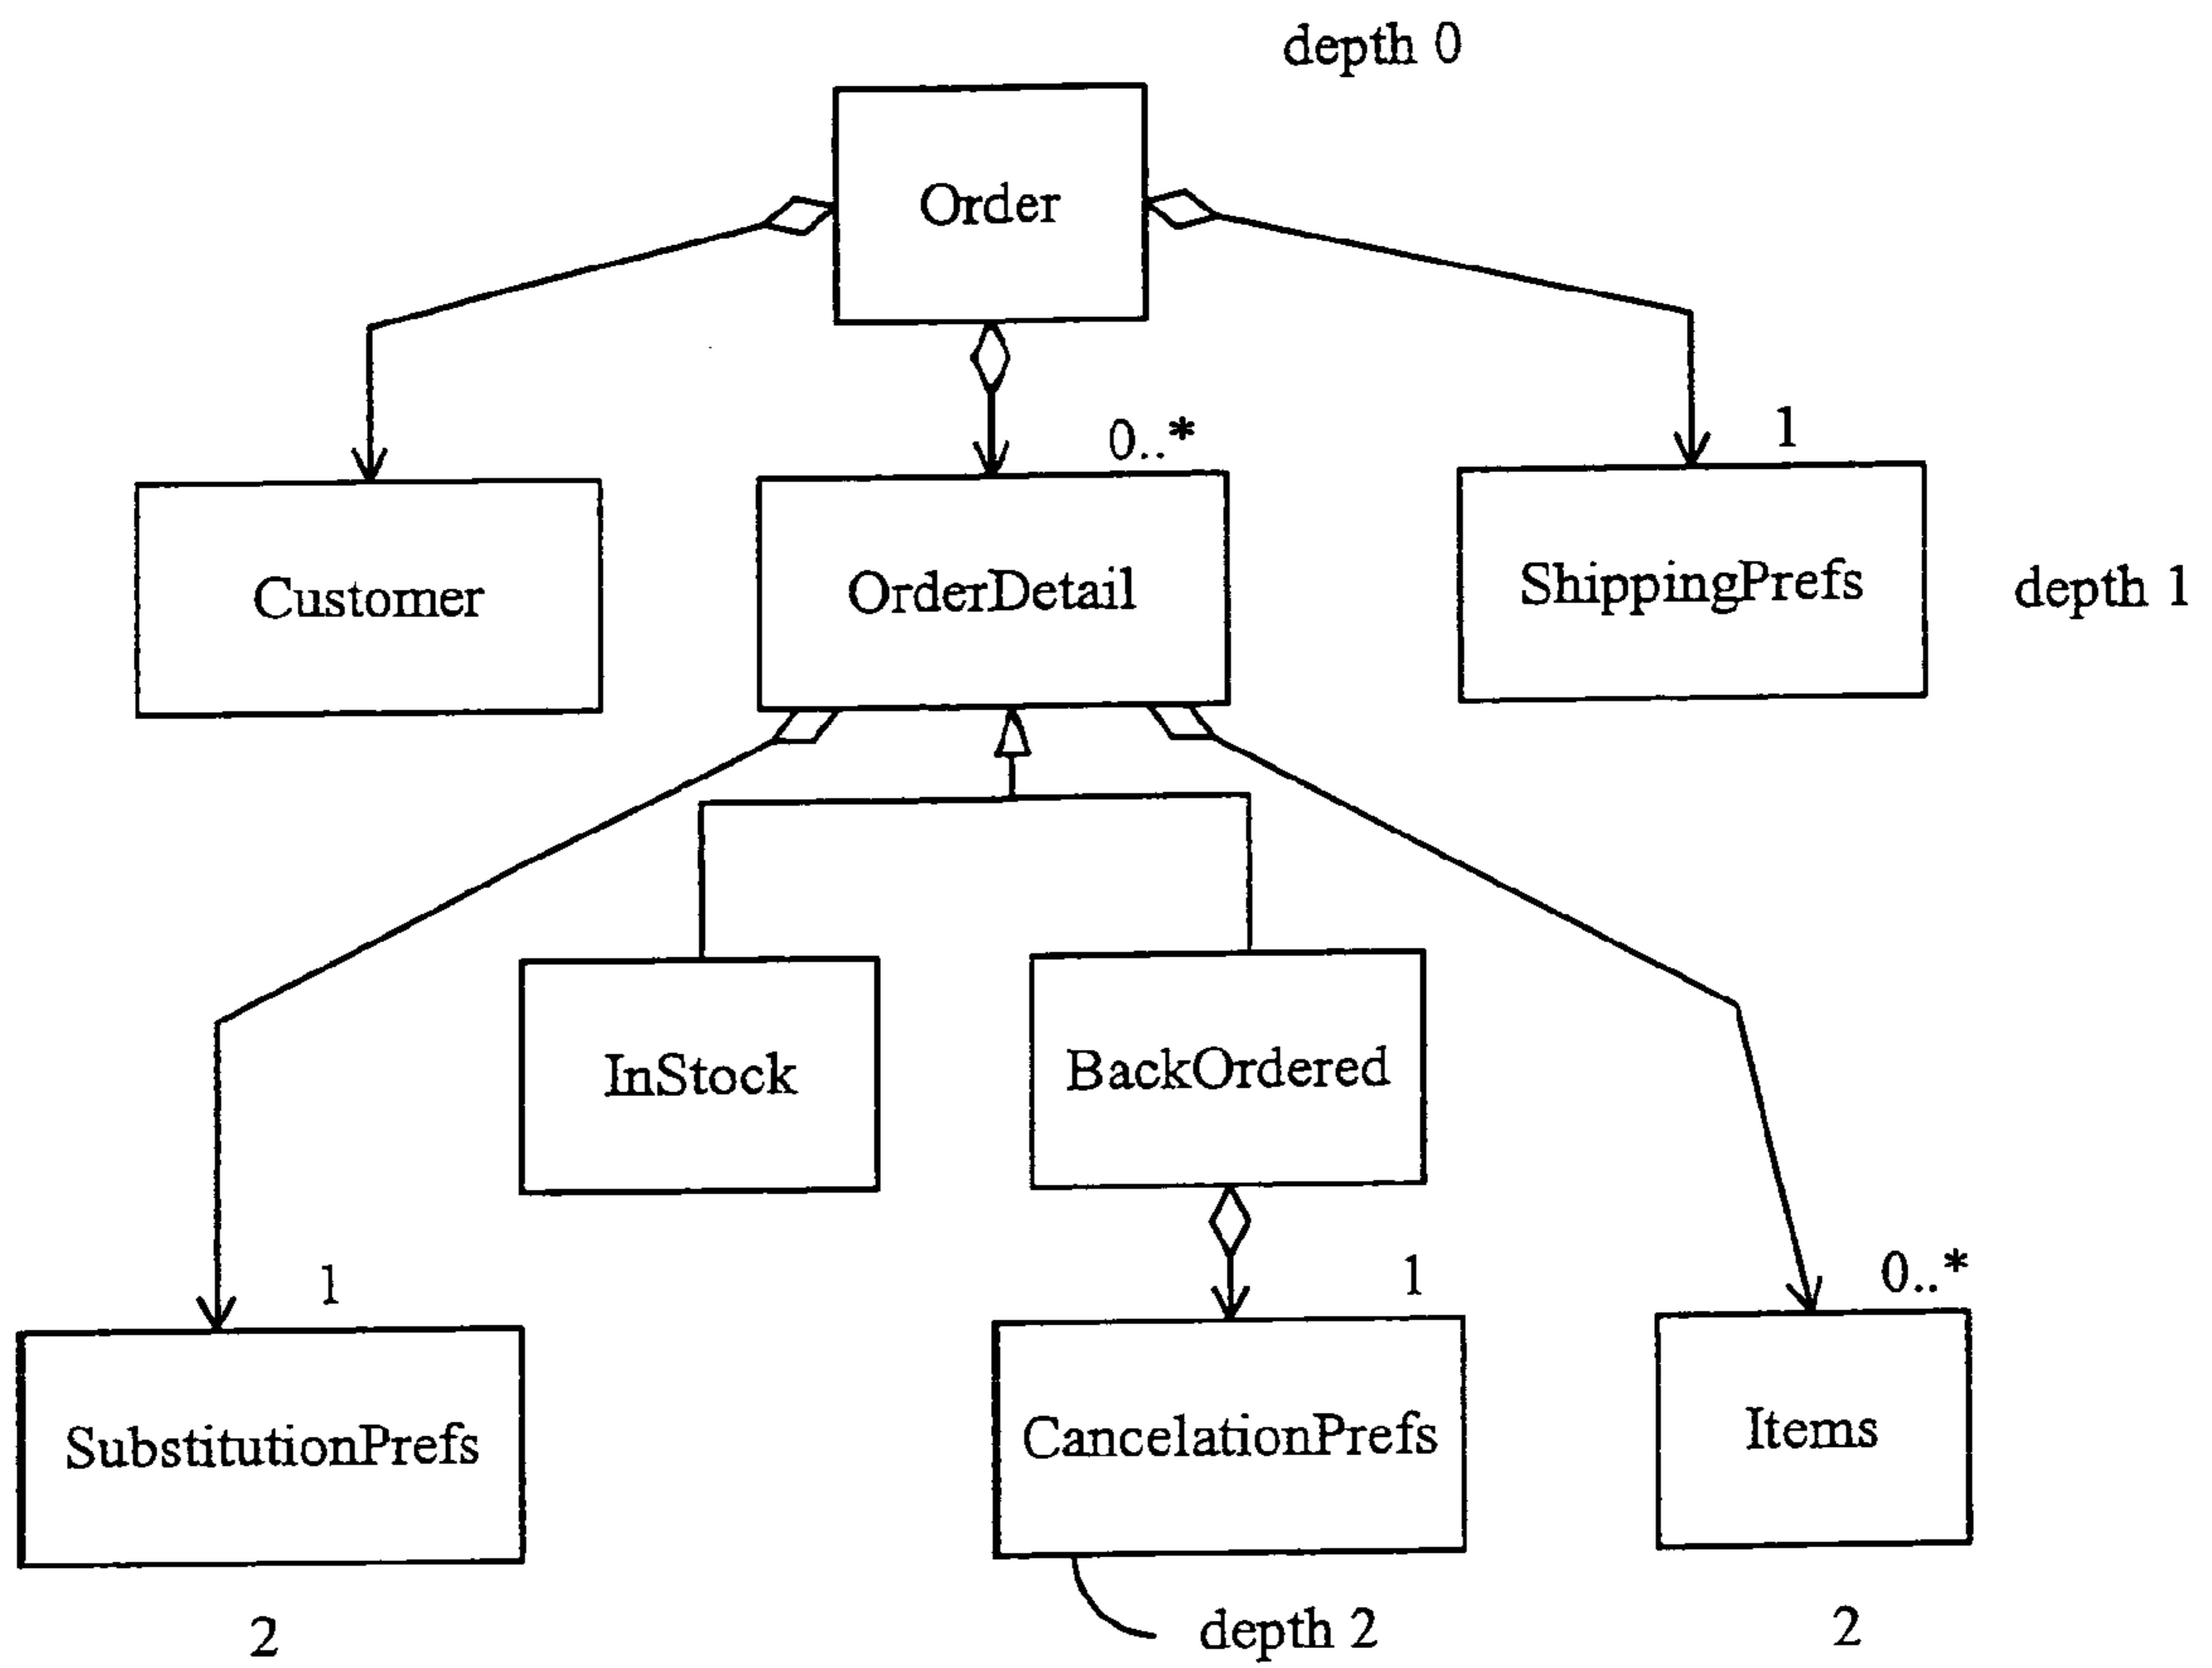 depth 0
Order
0..*
1
Customer
OrderDetail
ShippingPrefs
depth 1
InStock
BackOrdered
1
1
0..*
SubstitutionPrefs
CancelationPrefs
Items
2
depth 2
2